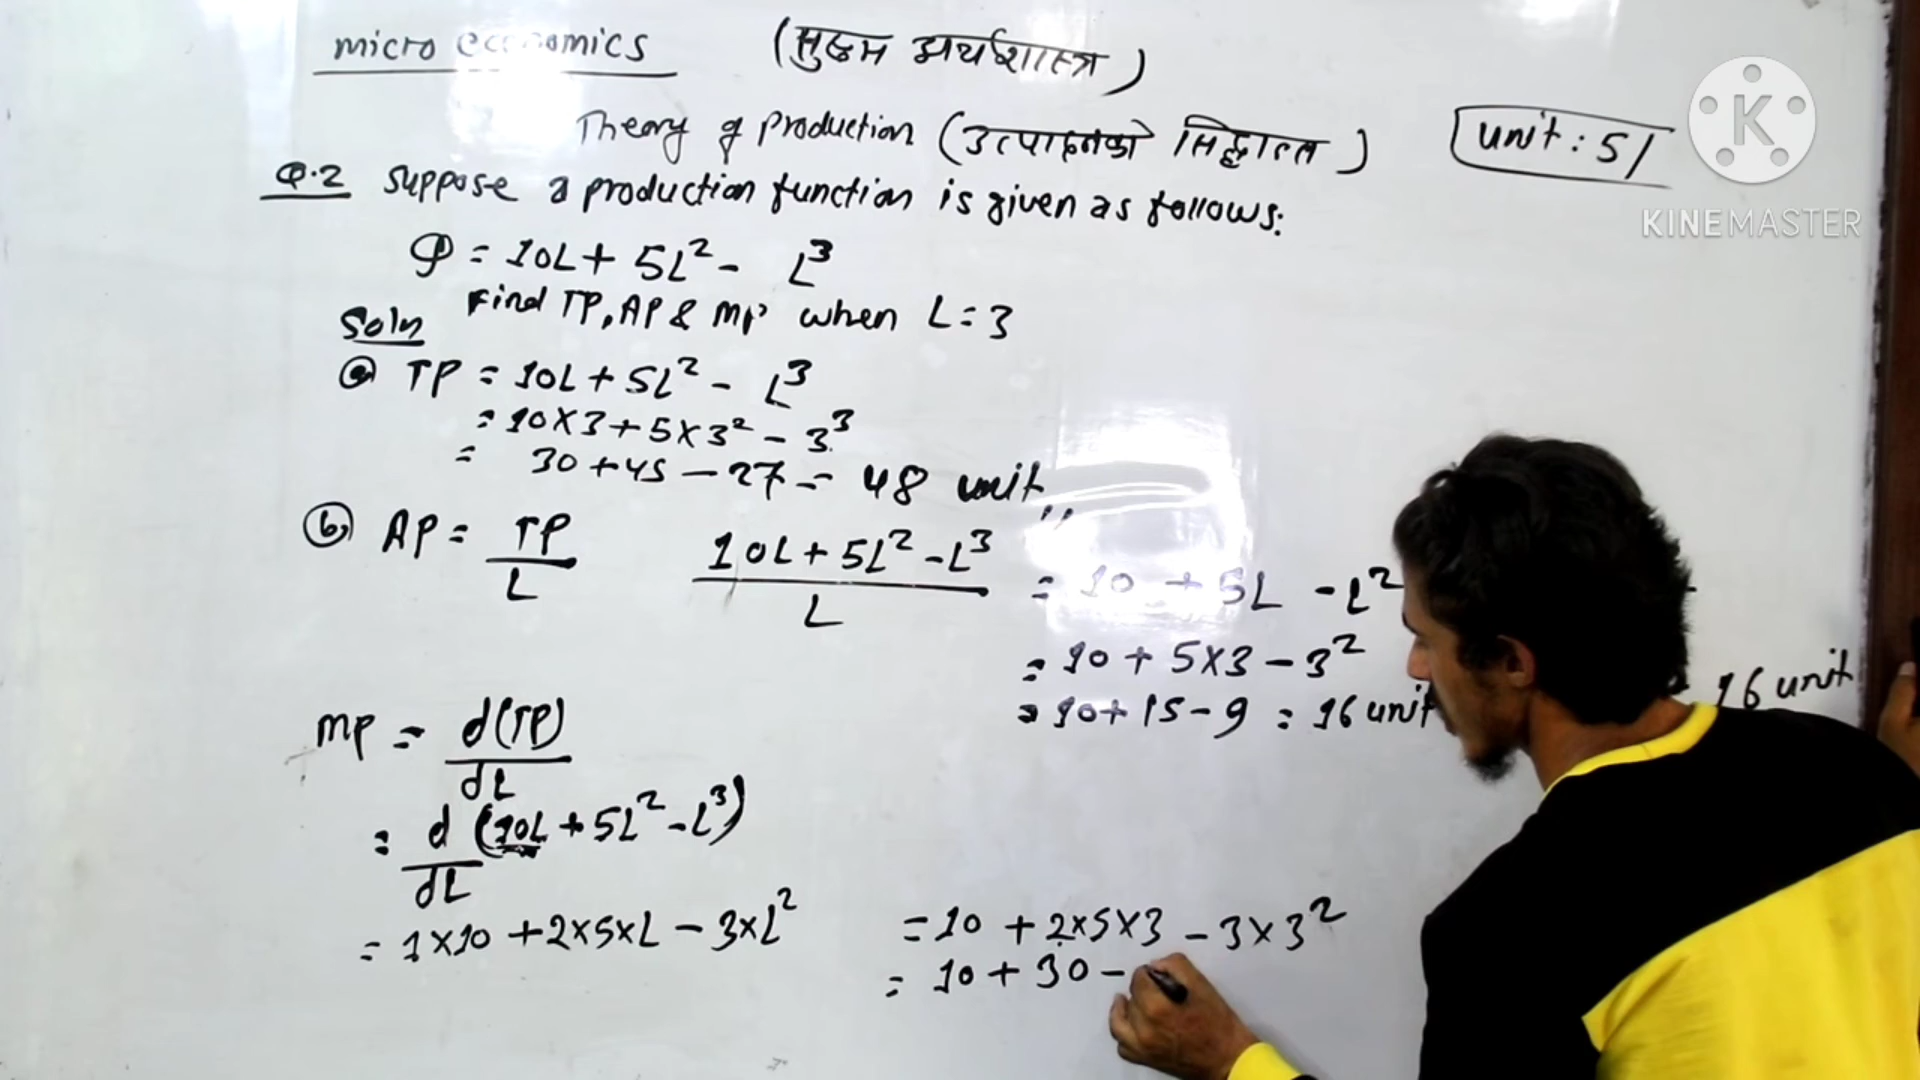 micro economics (सुक्ष्म अर्थशास्त्र)
Theory of production (उत्पादनको सिद्धान्त) unit: 5/
K
KINEMASTER
Q.2 suppose a production function is given as follows:
Q = 10L + 5L² - L³
Find TP, AP & MP when L = 3
Soln
(a) TP = 10L + 5L² - L³
= 10×3 + 5×3² - 3³
= 30 + 45 - 27 = 48 unit,,
(b) AP = TP/L (10L + 5L² - L³)/L = 10 + 5L - L²
= 10 + 5×3 - 3²
= 10 + 15 - 9 = 16 unit 16 unit
MP = d(TP)/dL
= d/dL (10L + 5L² - L³)
= 1×10 + 2×5×L - 3×L² = 10 + 2×5×3 - 3×3²
= 10 + 30 -